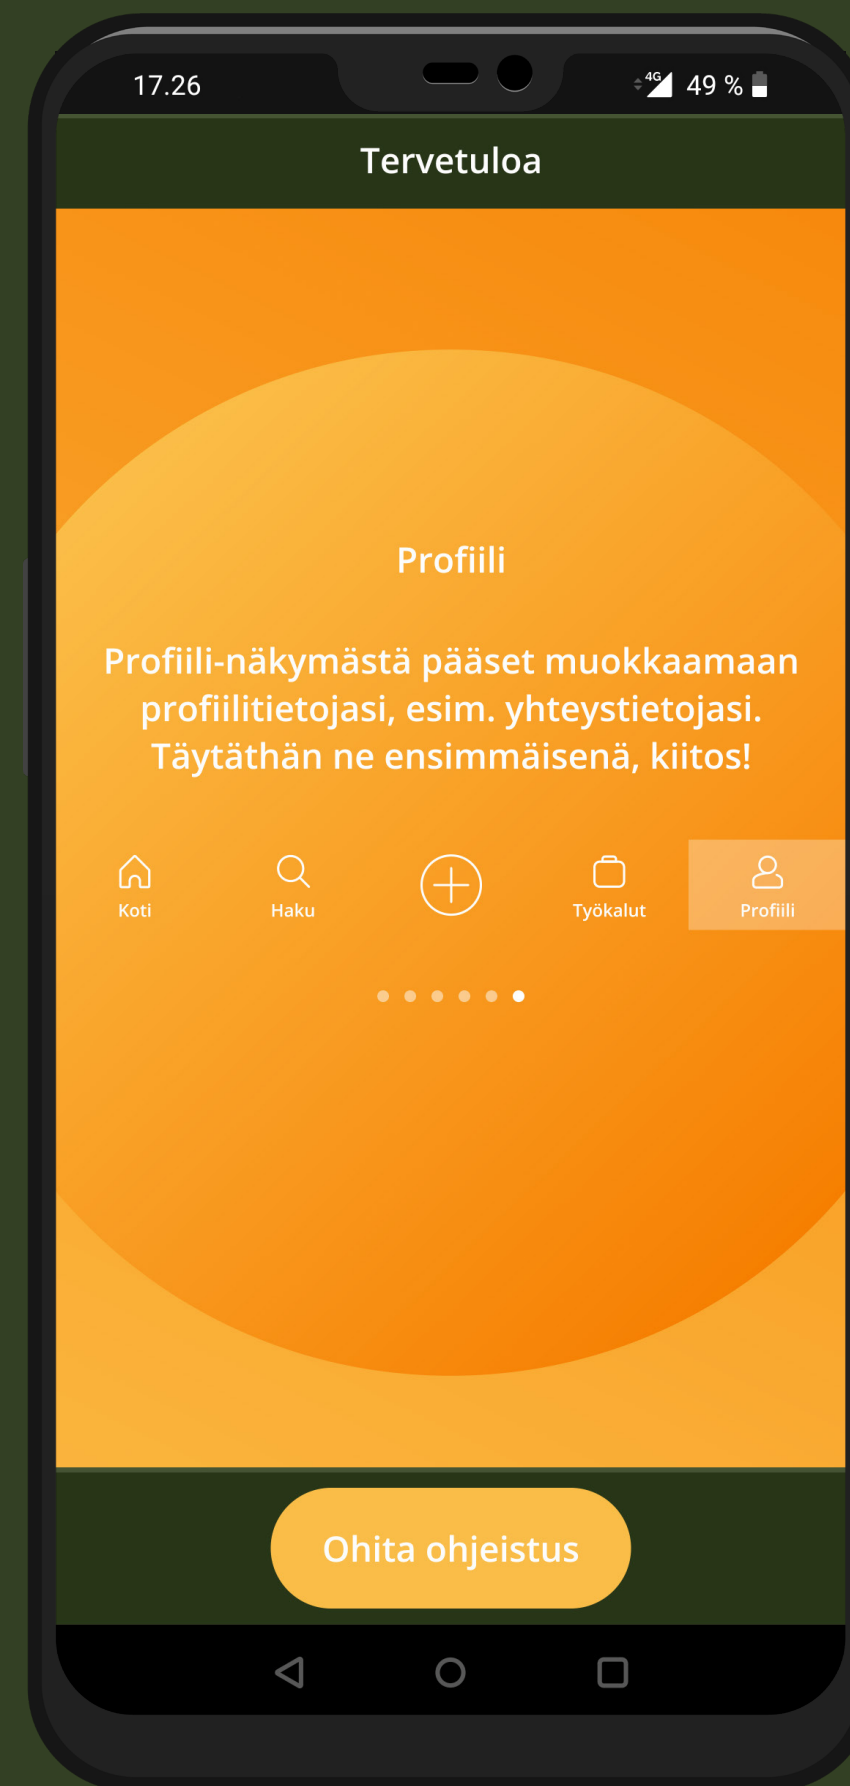 17.26
4G
49 %
Tervetuloa
Profiili
Profiili-näkymästä pääset muokkaamaan
profiilitietojasi, esim. yhteystietojasi.
Täytäthän ne ensimmäisenä, kiitos!
Koti
Haku
Työkalut
Profiili
Ohita ohjeistus